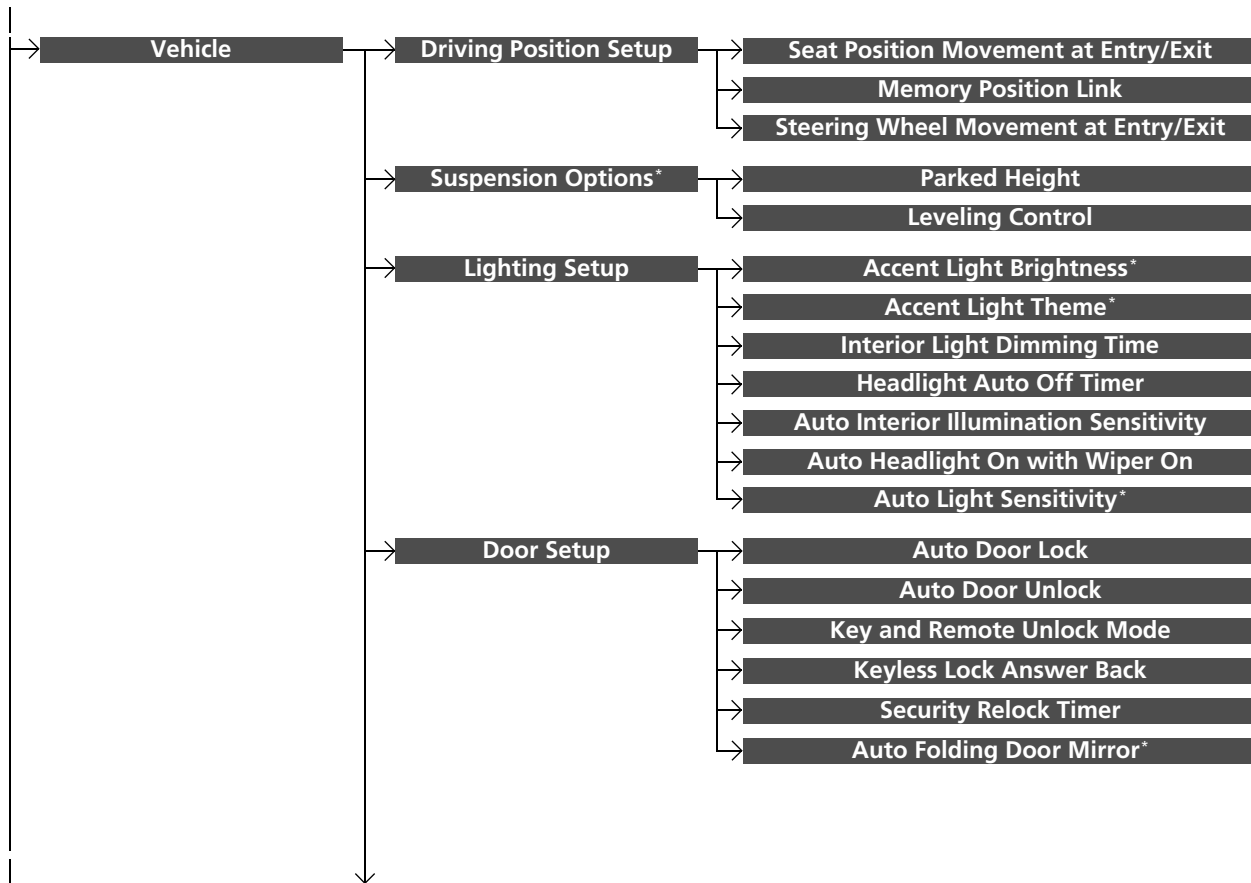 Vehicle
Driving Position Setup
Seat Position Movement at Entry/Exit
Memory Position Link
Steering Wheel Movement at Entry/Exit
Suspension Options*
Parked Height
Leveling Control
Lighting Setup
Accent Light Brightness*
Accent Light Theme*
Interior Light Dimming Time
Headlight Auto Off Timer
Auto Interior Illumination Sensitivity
Auto Headlight On with Wiper On
Auto Light Sensitivity*
Door Setup
Auto Door Lock
Auto Door Unlock
Key and Remote Unlock Mode
Keyless Lock Answer Back
Security Relock Timer
Auto Folding Door Mirror*